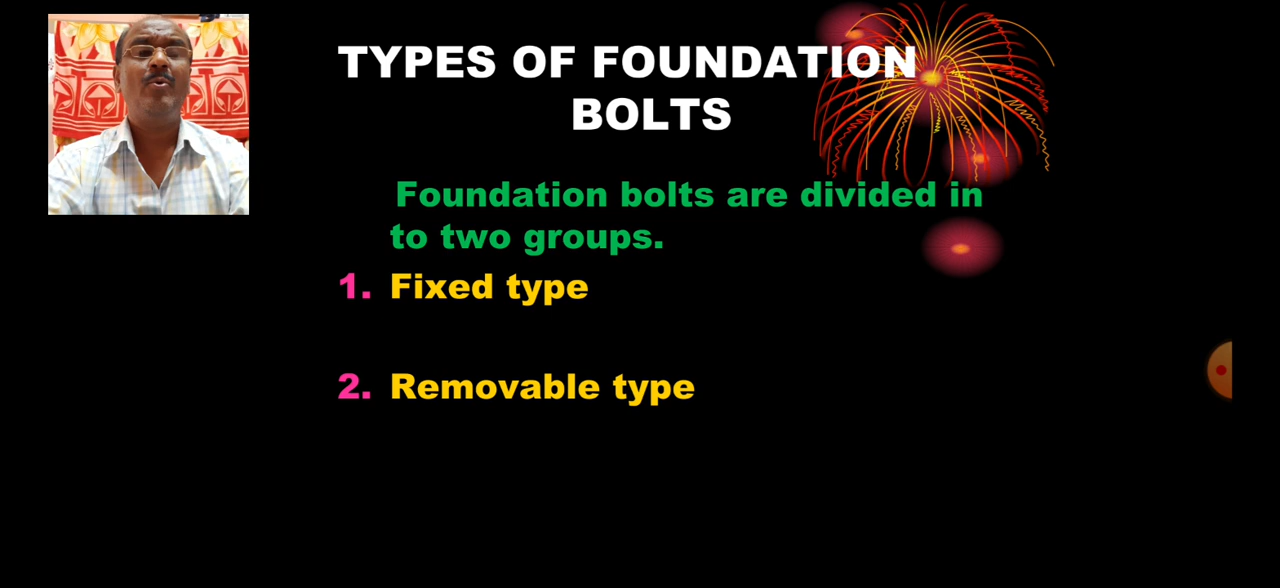 TYPES OF FOUNDATION
BOLTS
Foundation bolts are divided in
to two groups.
1. Fixed type
2. Removable type